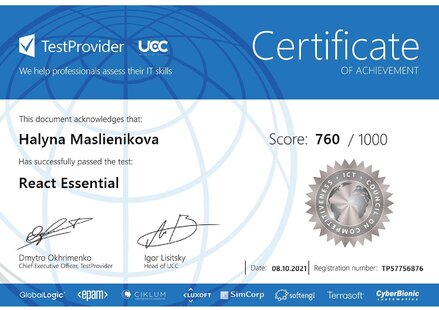 TestProvider UCC
We help professionals assess their IT skills
Certificate
OF ACHIEVEMENT
This document acknowledges that:
Halyna Maslienikova
Has successfully passed the test:
React Essential
Score: 760 / 1000
ICT COUNCIL ON COMPETITIVENESS
Dmytro Okhrimenko
Chief Executive Officer, TestProvider
Igor Lisitsky
Head of UCC
Date: 08.10.2021 Registration number: TP57756876
GlobalLogic <epam> CIKLUM LUXOFT SimCorp softengi Terrasoft CyberBionic systematics